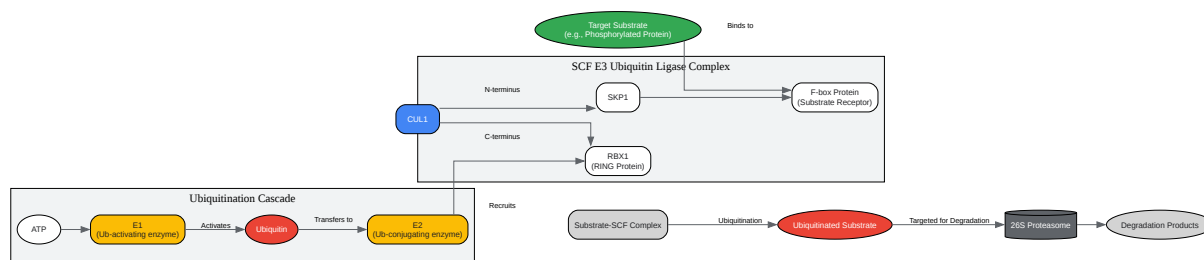 Target Substrate
(e.g., Phosphorylated Protein)
Binds to
SCF E3 Ubiquitin Ligase Complex
N-terminus
SKP1
F-box Protein
(Substrate Receptor)
CUL1
C-terminus
RBX1
(RING Protein)
Ubiquitination Cascade
Recruits
ATP
E1
(Ub-activating enzyme)
Activates
Ubiquitin
Transfers to
E2
(Ub-conjugating enzyme)
Substrate-SCF Complex
Ubiquitination
Ubiquitinated Substrate
Targeted for Degradation
26S Proteasome
Degradation Products